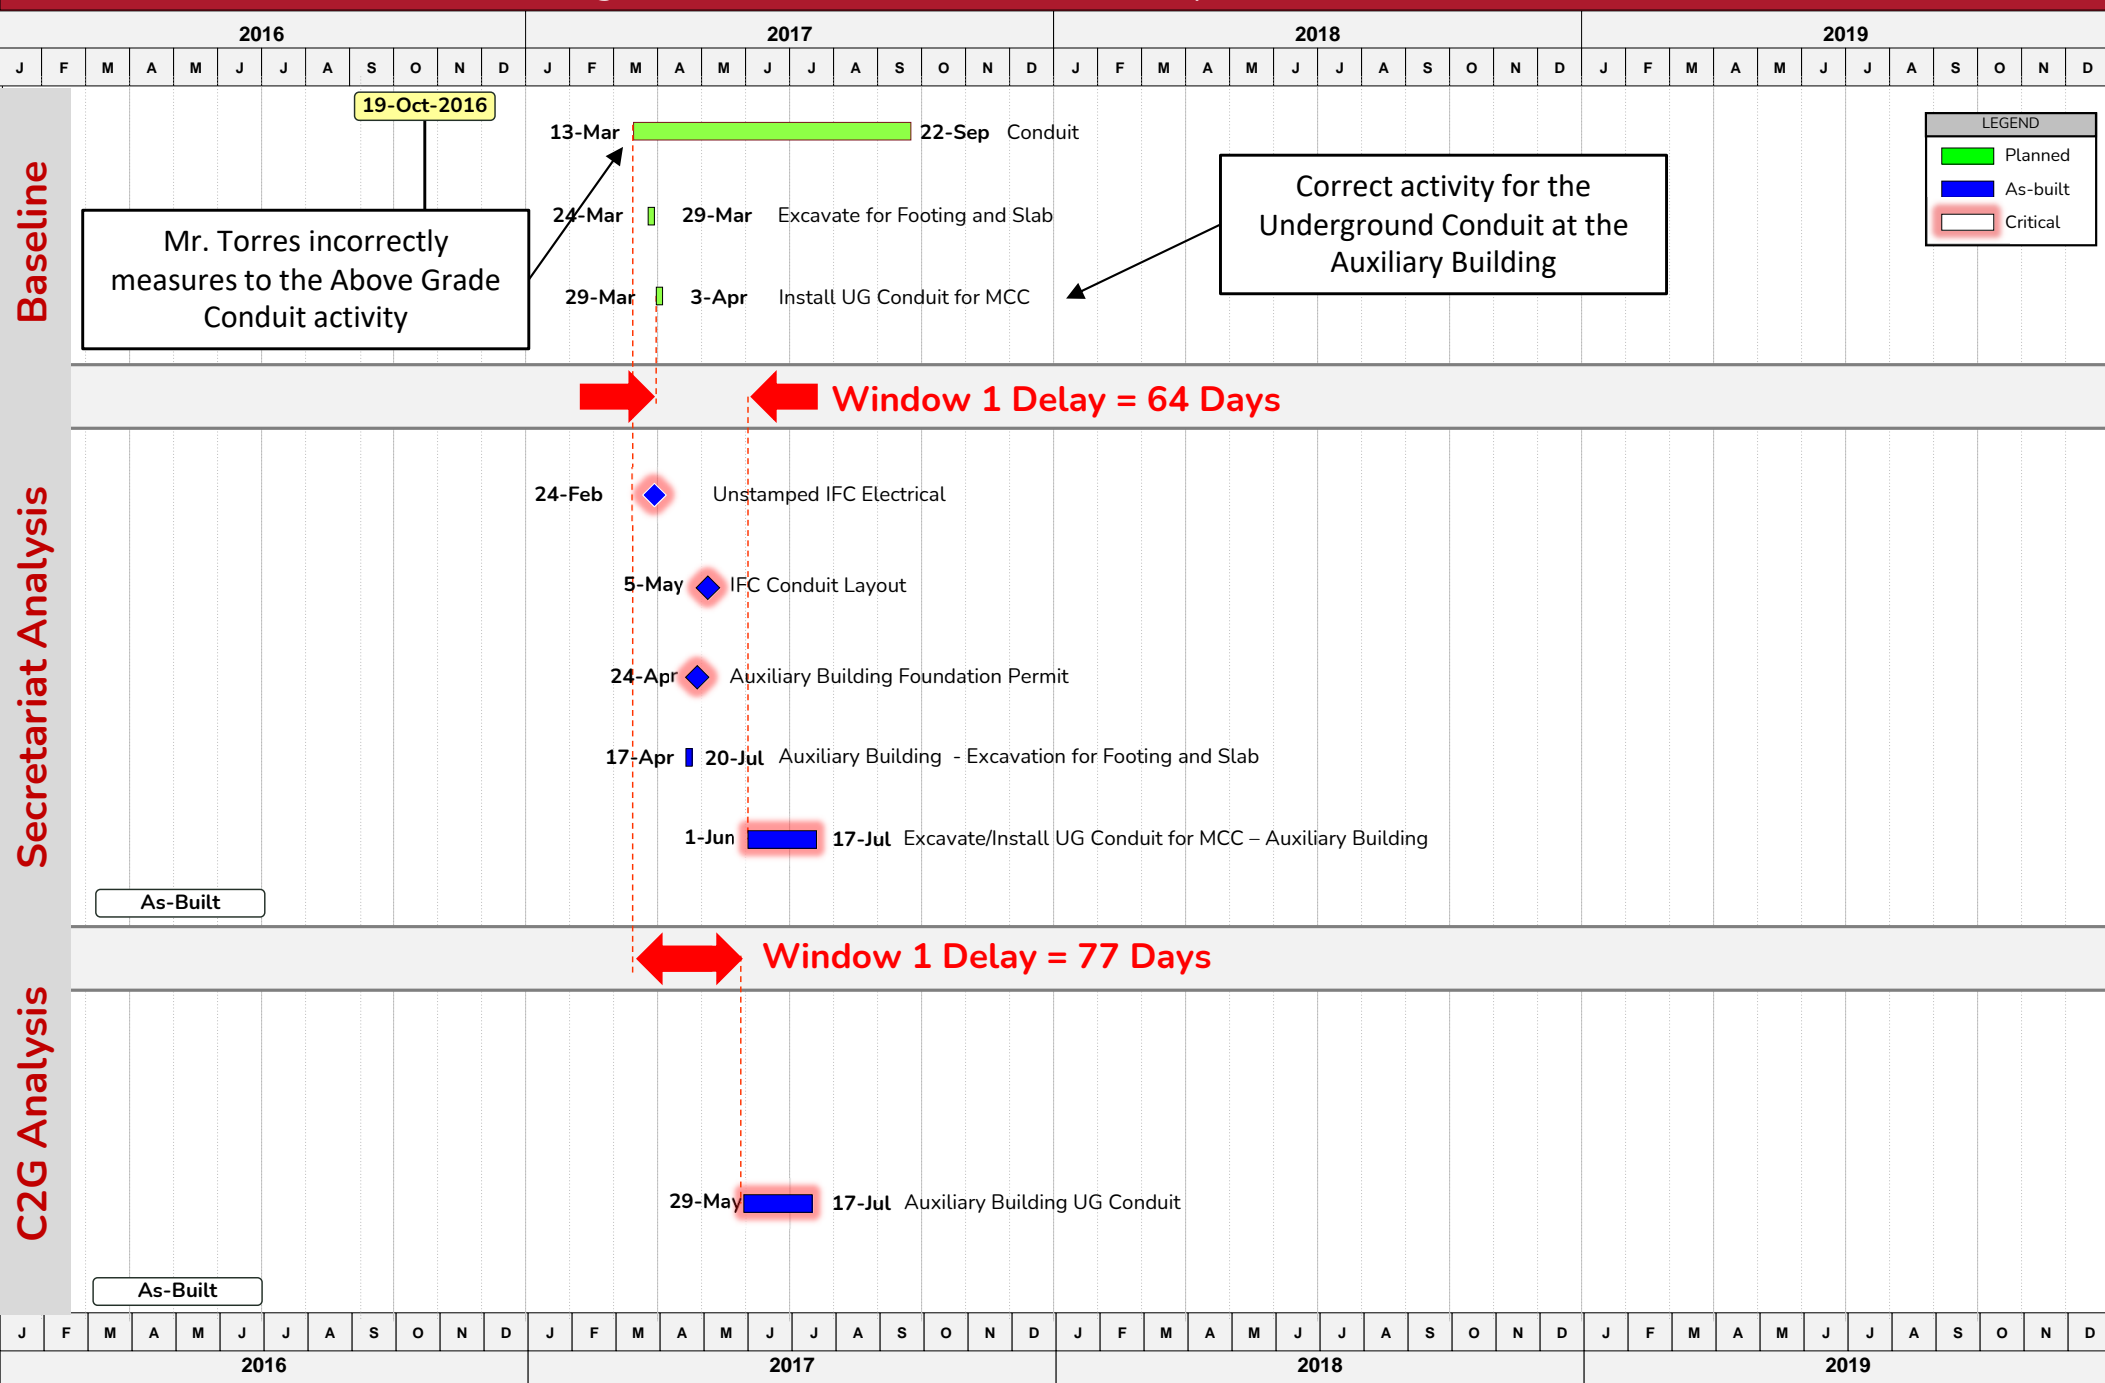 2016 2017 2018 2019
J F M A M J J A S O N D J F M A M J J A S O N D J F M A M J J A S O N D J F M A M J J A S O N D
Baseline
19-Oct-2016
13-Mar 22-Sep Conduit
LEGEND
Planned
As-built
Critical
Correct activity for the
Underground Conduit at the
Auxiliary Building
24-Mar 29-Mar Excavate for Footing and Slab
Mr. Torres incorrectly
measures to the Above Grade
Conduit activity
29-Mar 3-Apr Install UG Conduit for MCC
Window 1 Delay = 64 Days
Secretariat Analysis
24-Feb Unstamped IFC Electrical
5-May IFC Conduit Layout
24-Apr Auxiliary Building Foundation Permit
17-Apr 20-Jul Auxiliary Building - Excavation for Footing and Slab
1-Jun 17-Jul Excavate/Install UG Conduit for MCC – Auxiliary Building
As-Built
Window 1 Delay = 77 Days
C2G Analysis
29-May 17-Jul Auxiliary Building UG Conduit
As-Built
J F M A M J J A S O N D J F M A M J J A S O N D J F M A M J J A S O N D J F M A M J J A S O N D
2016 2017 2018 2019